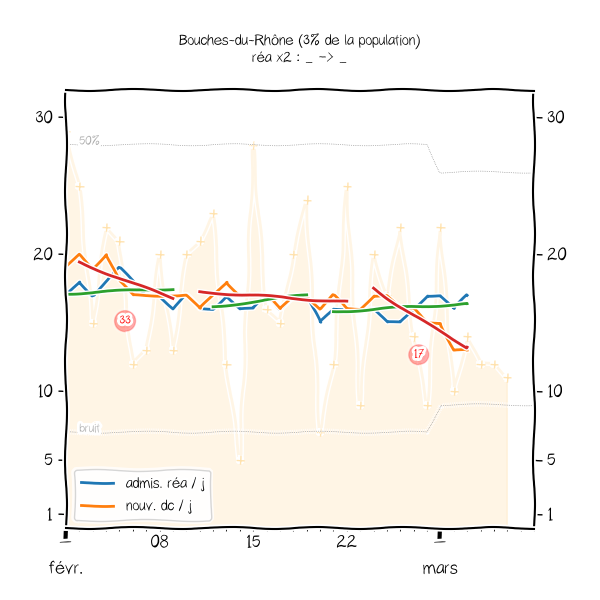 Bouches-du-Rhône (3% de la population)
réa x2 : _ -> _
30
30
50%
20
20
33
17
10
10
bruit
5
5
admis. réa / j
nouv. dc / j
1
1
08
15
22
févr.
mars